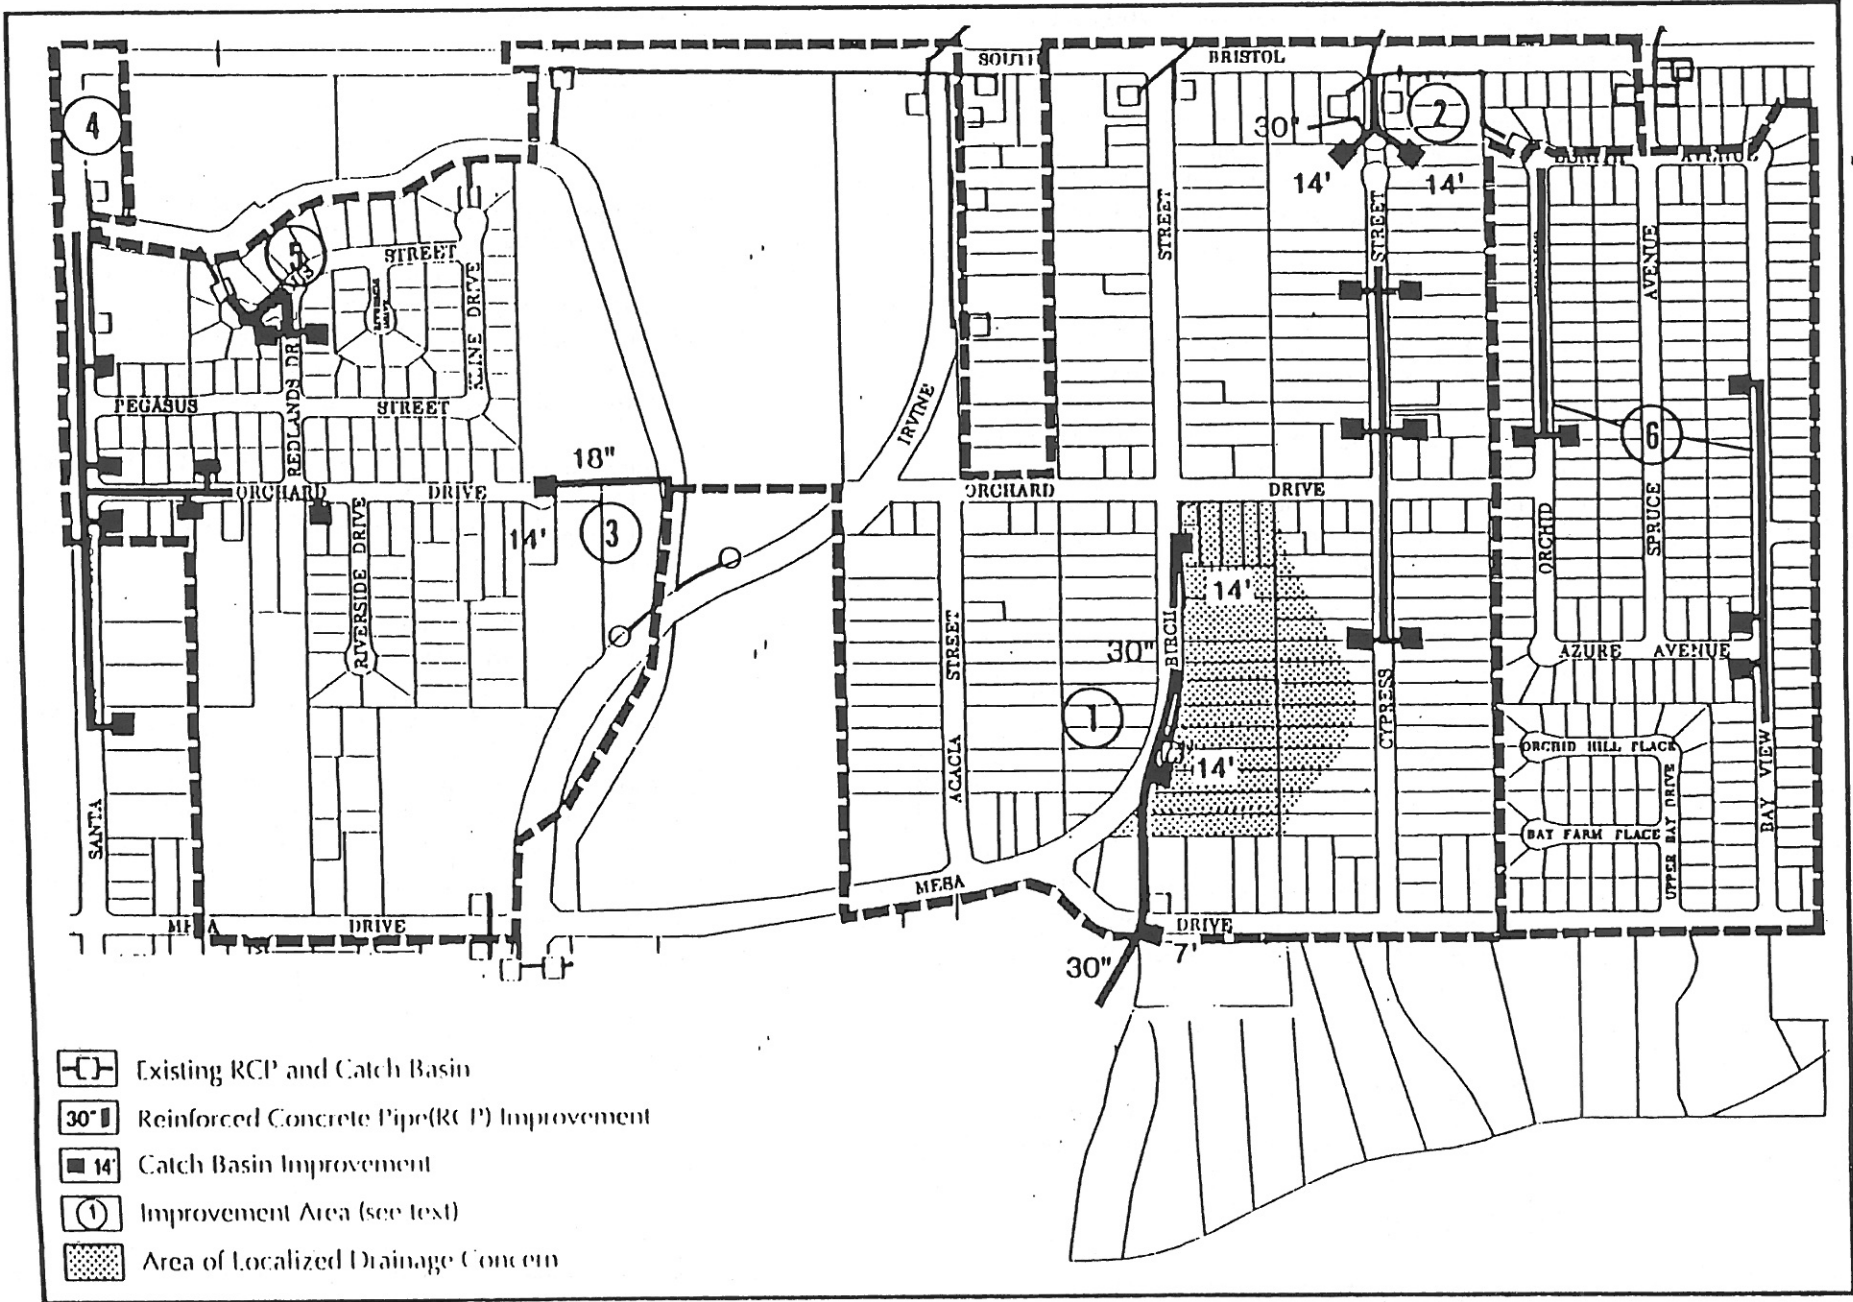 SOUTH
BRISTOL
4
2
30"
14'
14'
5
STREET
STREET
STREET
AVENUE
AVENUE
KLINE DRIVE
REDLANDS DR
PEGASUS
STREET
IRVINE
6
18"
ORCHARD
DRIVE
ORCHARD
DRIVE
14'
3
RIVERSIDE DRIVE
ORCHID
SPRUCE
14'
STREET
30"
BIRCH
AZURE
AVENUE
1
CYPRESS
14'
ACACIA
ORCHID HILL PLACE
BAY VIEW
SANTA
BAY FARM PLACE
UPPER BAY DRIVE
MESA
DRIVE
DRIVE
7'
30"
Existing RCP and Catch Basin
30" Reinforced Concrete Pipe(RCP) Improvement
14' Catch Basin Improvement
1 Improvement Area (see text)
Area of Localized Drainage Concern